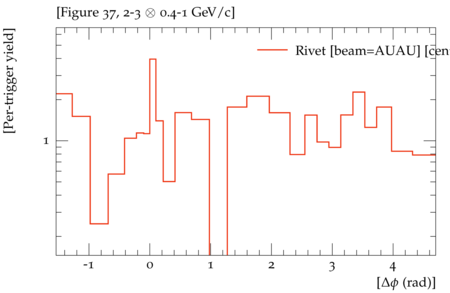 [Figure 37, 2-3 ⊗ 0.4-1 GeV/c]
[Per-trigger yield]
Rivet [beam=AUAU] [cen
1
-1 0 1 2 3 4
[Δϕ (rad)]